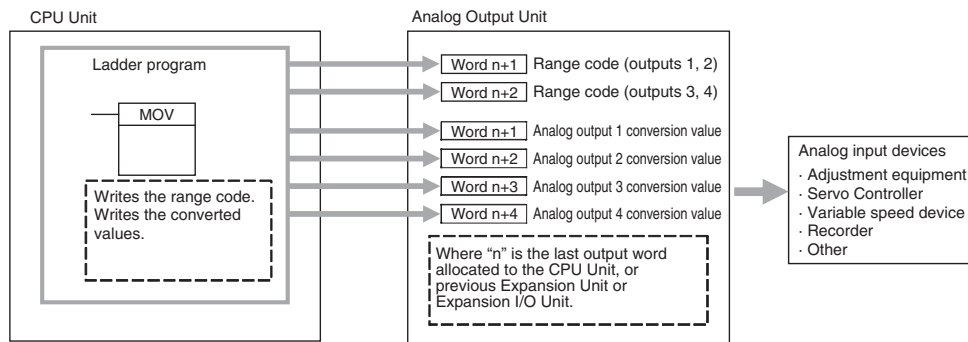 CPU Unit
Analog Output Unit
Ladder program
MOV
Writes the range code.
Writes the converted
values.
Word n+1 Range code (outputs 1, 2)
Word n+2 Range code (outputs 3, 4)
Word n+1 Analog output 1 conversion value
Word n+2 Analog output 2 conversion value
Word n+3 Analog output 3 conversion value
Word n+4 Analog output 4 conversion value
Where “n” is the last output word
allocated to the CPU Unit, or
previous Expansion Unit or
Expansion I/O Unit.
Analog input devices
· Adjustment equipment
· Servo Controller
· Variable speed device
· Recorder
· Other